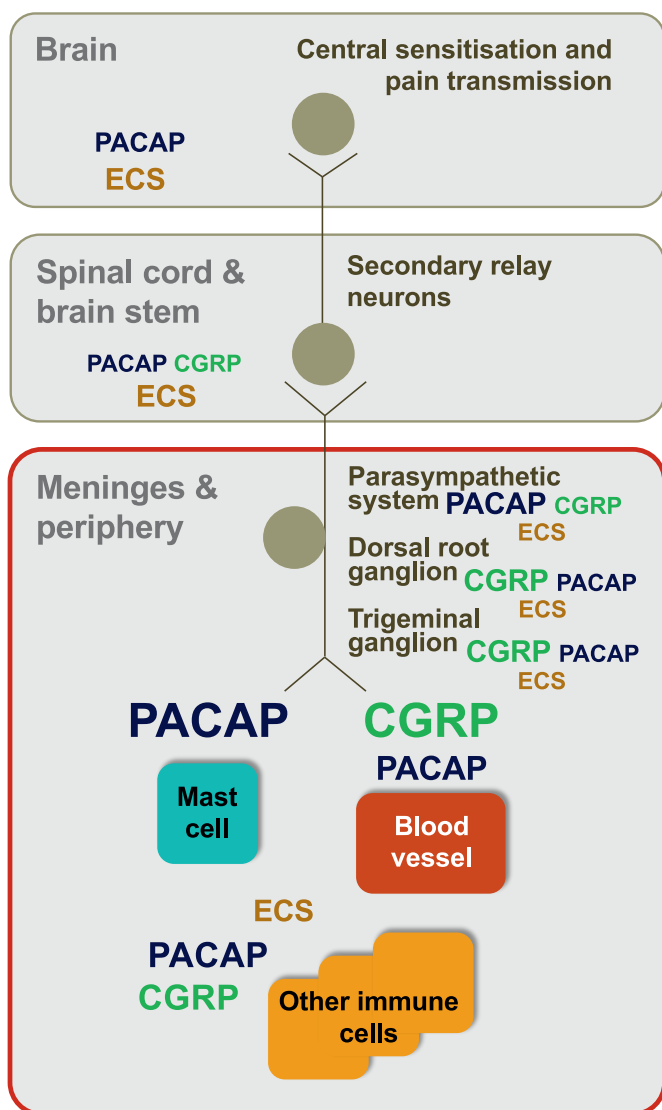 Brain
Central sensitisation and
pain transmission
PACAP
ECS
Spinal cord &
brain stem
Secondary relay
neurons
PACAP CGRP
ECS
Meninges &
periphery
Parasympathetic
system PACAP CGRP
ECS
Dorsal root
ganglion CGRP PACAP
ECS
Trigeminal
ganglion CGRP PACAP
ECS
PACAP
CGRP
PACAP
Mast
cell
Blood
vessel
ECS
PACAP
CGRP
Other immune
cells